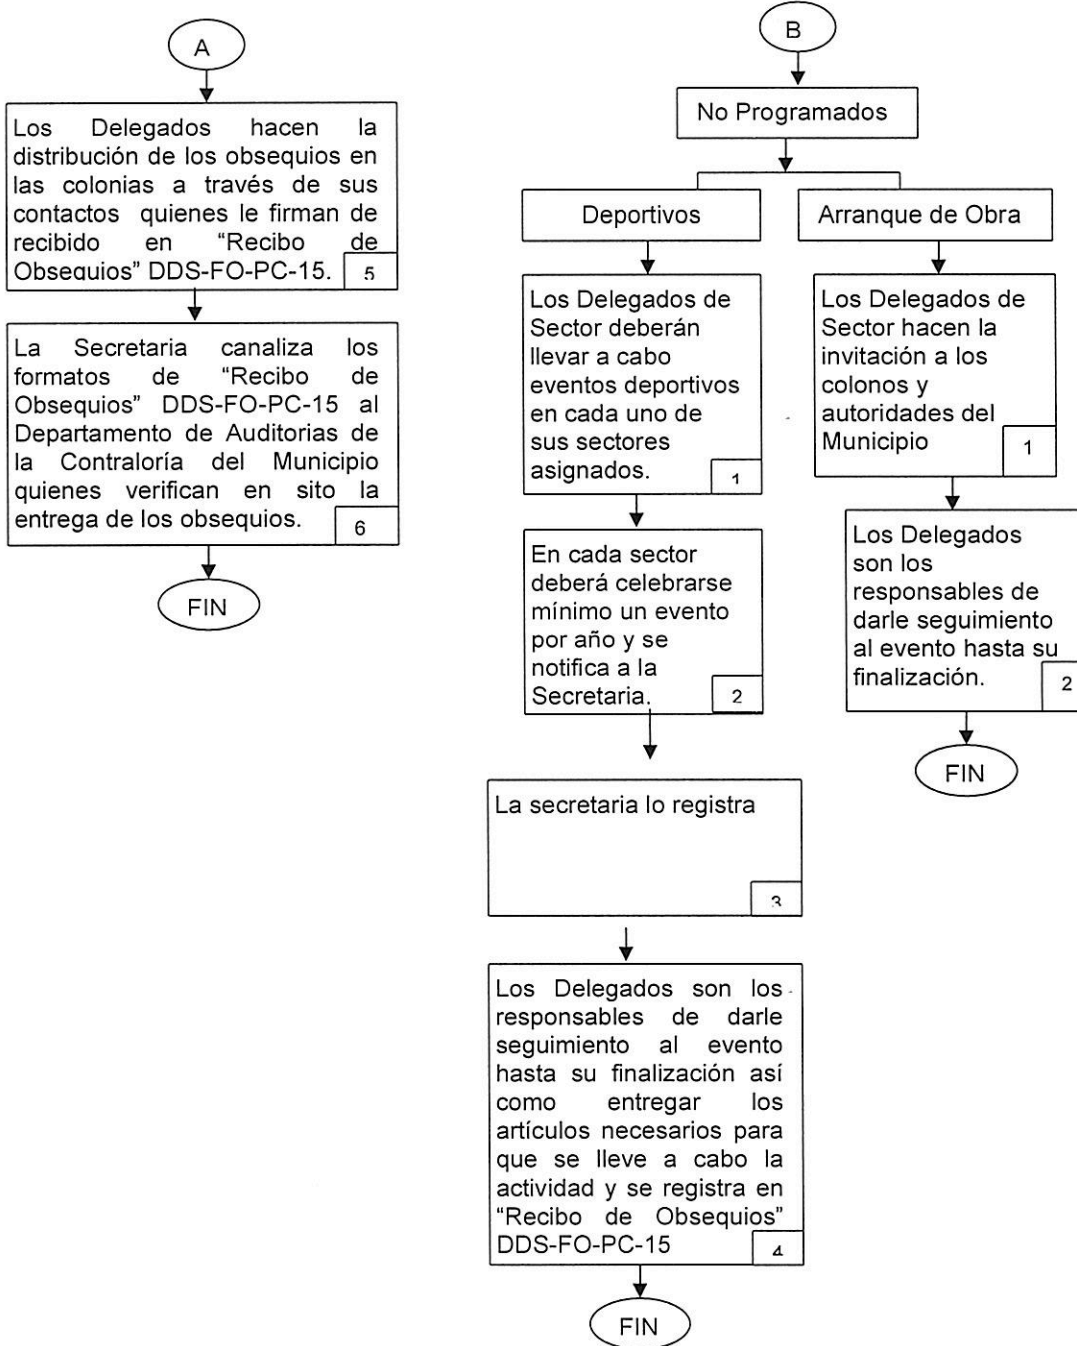 A
Los Delegados hacen la
distribución de los obsequios en
las colonias a través de sus
contactos quienes le firman de
recibido en “Recibo de
Obsequios” DDS-FO-PC-15.
5
La Secretaria canaliza los
formatos de “Recibo de
Obsequios” DDS-FO-PC-15 al
Departamento de Auditorias de
la Contraloría del Municipio
quienes verifican en sito la
entrega de los obsequios.
6
FIN
B
No Programados
Deportivos
Los Delegados de
Sector deberán
llevar a cabo
eventos deportivos
en cada uno de
sus sectores
asignados.
1
En cada sector
deberá celebrarse
mínimo un evento
por año y se
notifica a la
Secretaria.
2
La secretaria lo registra
3
Los Delegados son los
responsables de darle
seguimiento al evento
hasta su finalización así
como entregar los
artículos necesarios para
que se lleve a cabo la
actividad y se registra en
“Recibo de Obsequios”
DDS-FO-PC-15
4
FIN
Arranque de Obra
Los Delegados de
Sector hacen la
invitación a los
colonos y
autoridades del
Municipio
1
Los Delegados
son los
responsables de
darle seguimiento
al evento hasta su
finalización.
2
FIN